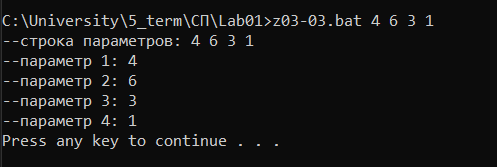 C:\University\5_term\СП\Lab01>z03-03.bat 4 6 3 1
--строка параметров: 4 6 3 1
--параметр 1: 4
--параметр 2: 6
--параметр 3: 3
--параметр 4: 1
Press any key to continue . . .